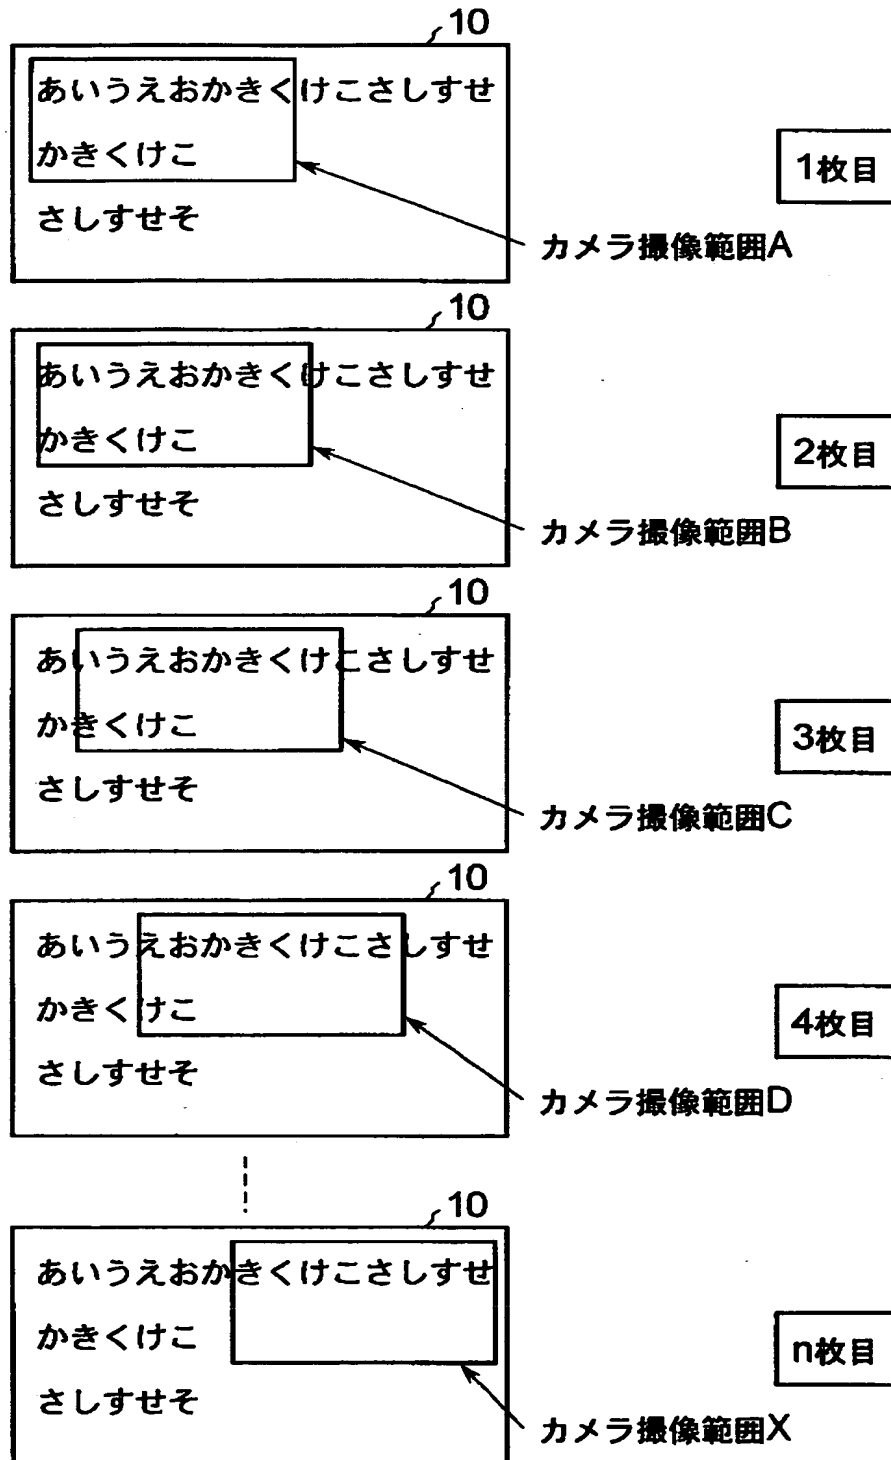 10
あいうえおかきくけこさしすせ
かきくけこ
さしすせそ
1枚目
カメラ撮像範囲A
10
あいうえおかきくけこさしすせ
かきくけこ
さしすせそ
2枚目
カメラ撮像範囲B
10
あいうえおかきくけこさしすせ
かきくけこ
さしすせそ
3枚目
カメラ撮像範囲C
10
あいうえおかきくけこさしすせ
かきくけこ
さしすせそ
4枚目
カメラ撮像範囲D
10
あいうえおかきくけこさしすせ
かきくけこ
さしすせそ
n枚目
カメラ撮像範囲X